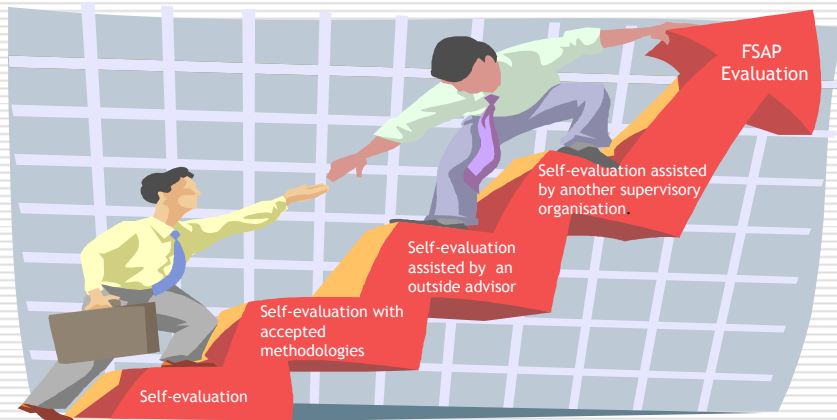 FSAP
Evaluation
Self-evaluation assisted
by another supervisory
organisation.
Self-evaluation
assisted by an
outside advisor
Self-evaluation with
accepted
methodologies
Self-evaluation